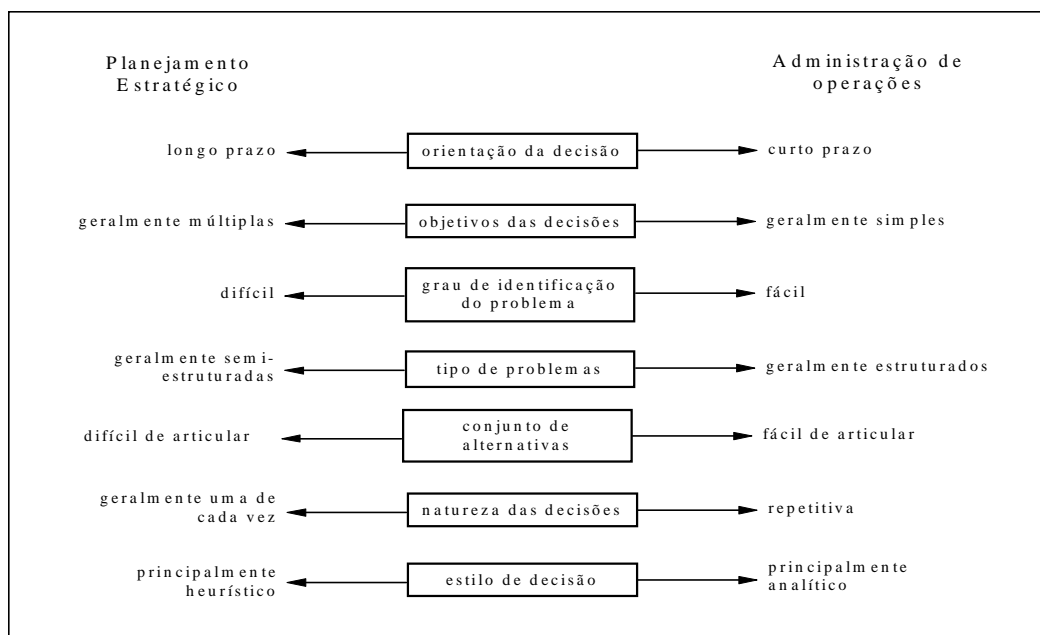 Planejamento
Estratégico
Administração de
operações
longo prazo
orientação da decisão
curto prazo
geralmente múltiplas
objetivos das decisões
geralmente simples
difícil
grau de identificação
do problema
fácil
geralmente semi-
estruturadas
tipo de problemas
geralmente estruturados
difícil de articular
conjunto de
alternativas
fácil de articular
geralmente uma de
cada vez
natureza das decisões
repetitiva
principalmente
heurístico
estilo de decisão
principalmente
analítico